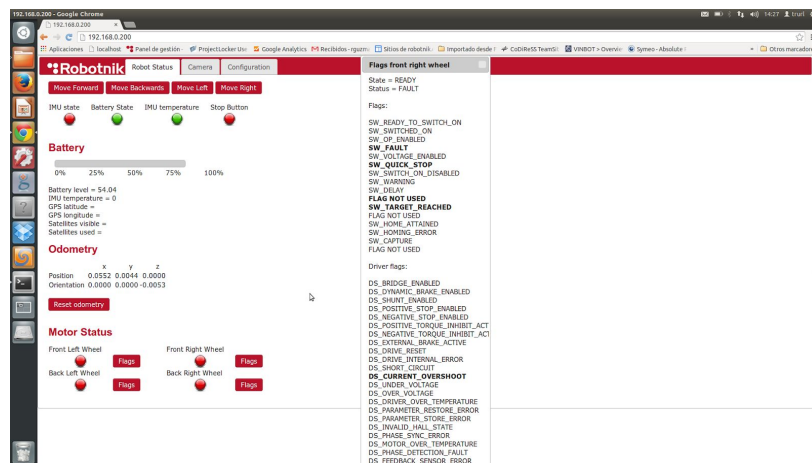 192.168.0.200 - Google Chrome
14:27
192.168.0.200
192.168.0.200
Aplicaciones
localhost
Panel de gestión
ProjectLocker Use
Google Analytics
Recibidos - rguzm
Sitios de robotnik
Importado desde
CoDiReSS TeamSit
VINBOT > Overvie
Symeo - Absolute
Otros marcador
Robotnik
Robot Status
Camera
Configuration
Move Forward
Move Backwards
Move Left
Move Right
IMU state
Battery State
IMU temperature
Stop Button
Battery
0% 25% 50% 75% 100%
Battery level = 54.04
IMU temperature = 0
GPS latitude =
GPS longitude =
Satellites visible =
Satellites used =
Odometry
x y z
Position 0.0552 0.0044 0.0000
Orientation 0.0000 0.0000 -0.0053
Reset odometry
Motor Status
Front Left Wheel
Flags
Front Right Wheel
Flags
Back Left Wheel
Flags
Back Right Wheel
Flags
Flags front right wheel
State = READY
Status = FAULT
Flags:
SW_READY_TO_SWITCH_ON
SW_SWITCHED_ON
SW_OP_ENABLED
SW_FAULT
SW_VOLTAGE_ENABLED
SW_QUICK_STOP
SW_SWITCH_ON_DISABLED
SW_WARNING
SW_DELAY
FLAG NOT USED
SW_TARGET_REACHED
FLAG NOT USED
SW_HOME_ATTAINED
SW_HOMING_ERROR
SW_CAPTURE
FLAG NOT USED
Driver flags:
DS_BRIDGE_ENABLED
DS_DYNAMIC_BRAKE_ENABLED
DS_SHUNT_ENABLED
DS_POSITIVE_STOP_ENABLED
DS_NEGATIVE_STOP_ENABLED
DS_POSITIVE_TORQUE_INHIBIT_ACT
DS_NEGATIVE_TORQUE_INHIBIT_ACT
DS_EXTERNAL_BRAKE_ACTIVE
DS_DRIVE_RESET
DS_DRIVE_INTERNAL_ERROR
DS_SHORT_CIRCUIT
DS_CURRENT_OVERSHOOT
DS_UNDER_VOLTAGE
DS_OVER_VOLTAGE
DS_DRIVER_OVER_TEMPERATURE
DS_PARAMETER_RESTORE_ERROR
DS_PARAMETER_STORE_ERROR
DS_INVALID_HALL_STATE
DS_PHASE_SYNC_ERROR
DS_MOTOR_OVER_TEMPERATURE
DS_PHASE_DETECTION_FAULT
DS_FEEDBACK_SENSOR_ERROR